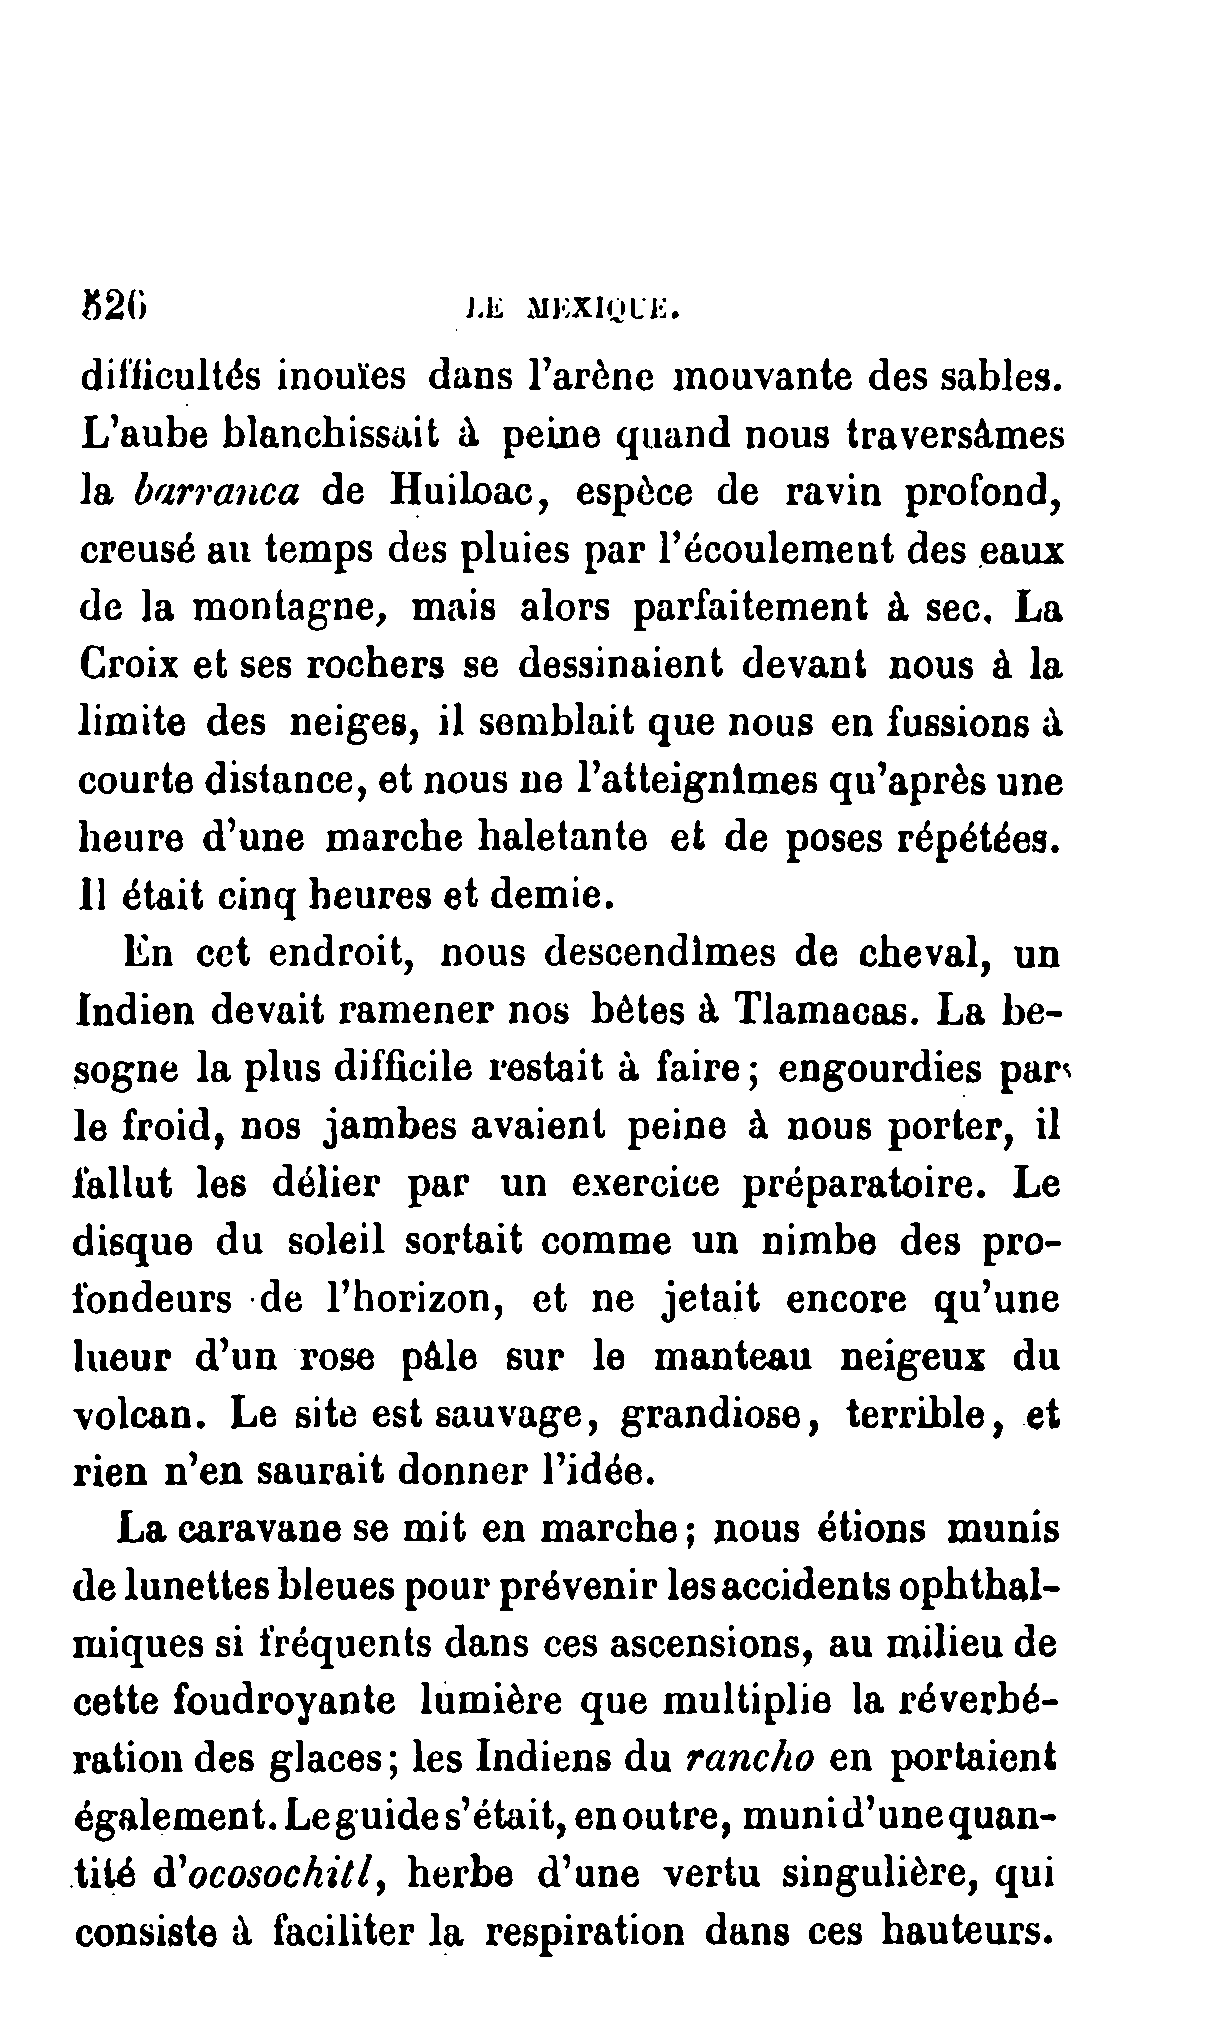 526 LE MEXIQUE.
difficultés inouïes dans l'arène mouvante des sables.
L'aube blanchissait à peine quand nous traversâmes
la barranca de Huiloac, espèce de ravin profond,
creusé au temps des pluies par l'écoulement des eaux
de la montagne, mais alors parfaitement à sec. La
Croix et ses rochers se dessinaient devant nous à la
limite des neiges, il semblait que nous en fussions à
courte distance, et nous ne l'atteignîmes qu'après une
heure d'une marche haletante et de poses répétées.
Il était cinq heures et demie.
En cet endroit, nous descendîmes de cheval, un
Indien devait ramener nos bêtes à Tlamacas. La be-
sogne la plus difficile restait à faire; engourdies par
le froid, nos jambes avaient peine à nous porter, il
fallut les délier par un exercice préparatoire. Le
disque du soleil sortait comme un nimbe des pro-
fondeurs de l'horizon, et ne jetait encore qu'une
lueur d'un rose pâle sur le manteau neigeux du
volcan. Le site est sauvage, grandiose, terrible, et
rien n'en saurait donner l'idée.
La caravane se mit en marche; nous étions munis
de lunettes bleues pour prévenir les accidents ophthal-
miques si fréquents dans ces ascensions, au milieu de
cette foudroyante lumière que multiplie la réverbé-
ration des glaces; les Indiens du rancho en portaient
également. Le guide s'était, en outre, muni d'une quan-
tité d'ocosochitl, herbe d'une vertu singulière, qui
consiste à faciliter la respiration dans ces hauteurs.